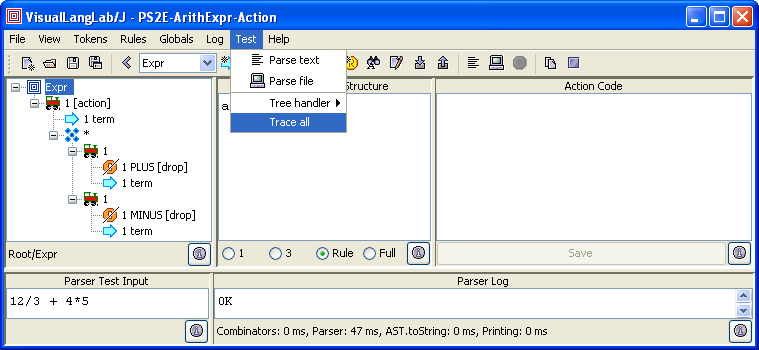 VisualLangLab/J - PS2E-ArithExpr-Action
File View Tokens Rules Globals Log Test Help
Expr
Parse text
Parse file
Tree handler
Trace all
Structure
Action Code
Expr
1 [action]
1 term
*
1
1 PLUS [drop]
1 term
1
1 MINUS [drop]
1 term
a
Root/Expr
1 3 Rule Full
Save
Parser Test Input
Parser Log
12/3 + 4*5
OK
Combinators: 0 ms, Parser: 47 ms, AST.toString: 0 ms, Printing: 0 ms